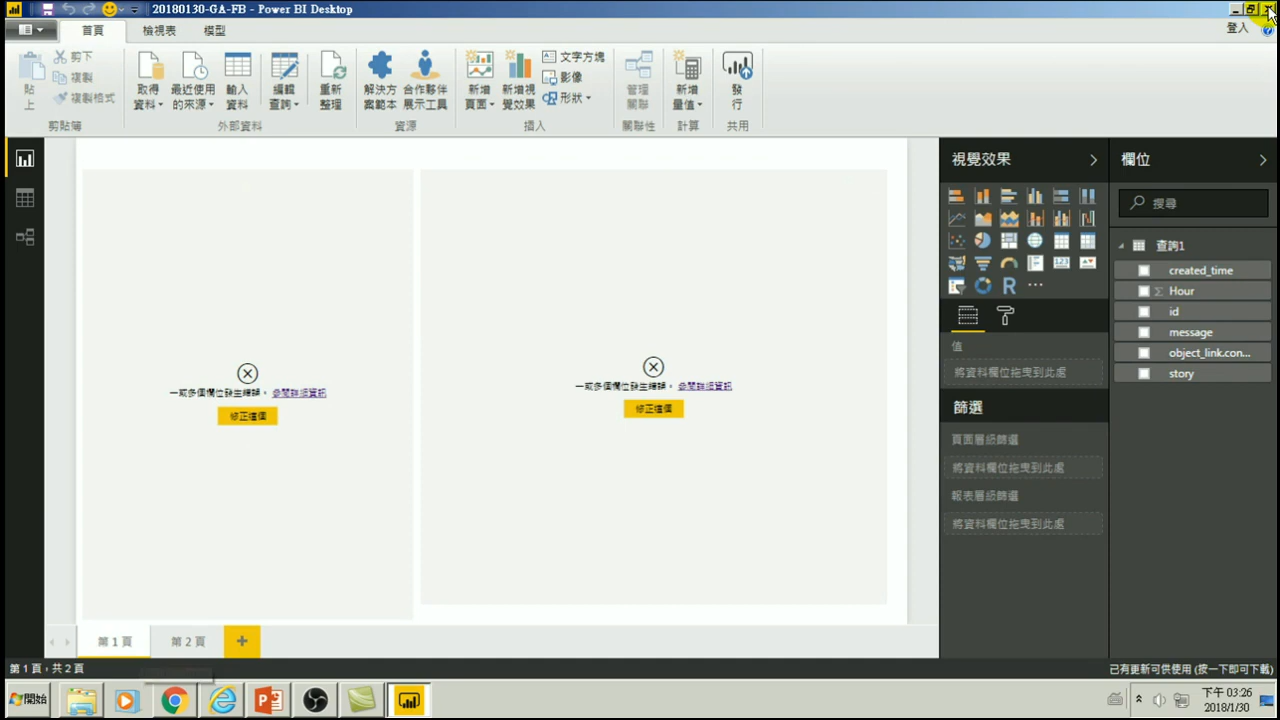 20180130-GA-FB - Power BI Desktop
登入
首頁
檢視表
模型
貼上
剪下
複製
複製格式
剪貼簿
取得資料
最近使用的來源
輸入資料
編輯查詢
重新整理
外部資料
解決方案範本
合作夥伴展示工具
資源
新增頁面
新增視覺效果
文字方塊
影像
形狀
插入
管理關聯
關聯性
新增量值
計算
發行
共用
一或多個欄位發生錯誤。 參閱詳細資訊
修正這個
一或多個欄位發生錯誤。 參閱詳細資訊
修正這個
視覺效果
123
R
值
將資料欄位拖曳到此處
篩選
頁面層級篩選
將資料欄位拖曳到此處
報表層級篩選
將資料欄位拖曳到此處
欄位
搜尋
查詢1
created_time
Hour
id
message
object_link.con...
story
第 1 頁
第 2 頁
第 1 頁，共 2 頁
已有更新可供使用 (按一下即可下載)
開始
下午 03:26
2018/1/30